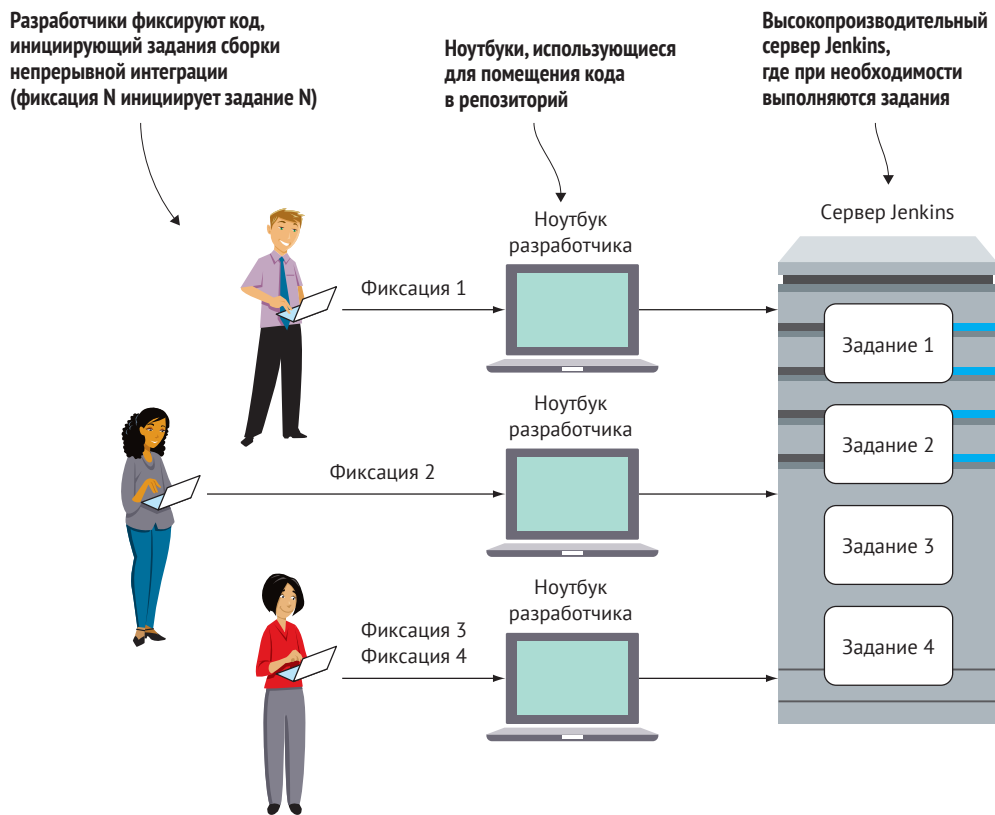 Разработчики фиксируют код,
инициирующий задания сборки
непрерывной интеграции
(фиксация N инициирует задание N)
Ноутбуки, использующиеся
для помещения кода
в репозиторий
Высокопроизводительный
сервер Jenkins,
где при необходимости
выполняются задания
Сервер Jenkins
Ноутбук
разработчика
Фиксация 1
Задание 1
Ноутбук
разработчика
Фиксация 2
Задание 2
Задание 3
Ноутбук
разработчика
Фиксация 3
Фиксация 4
Задание 4